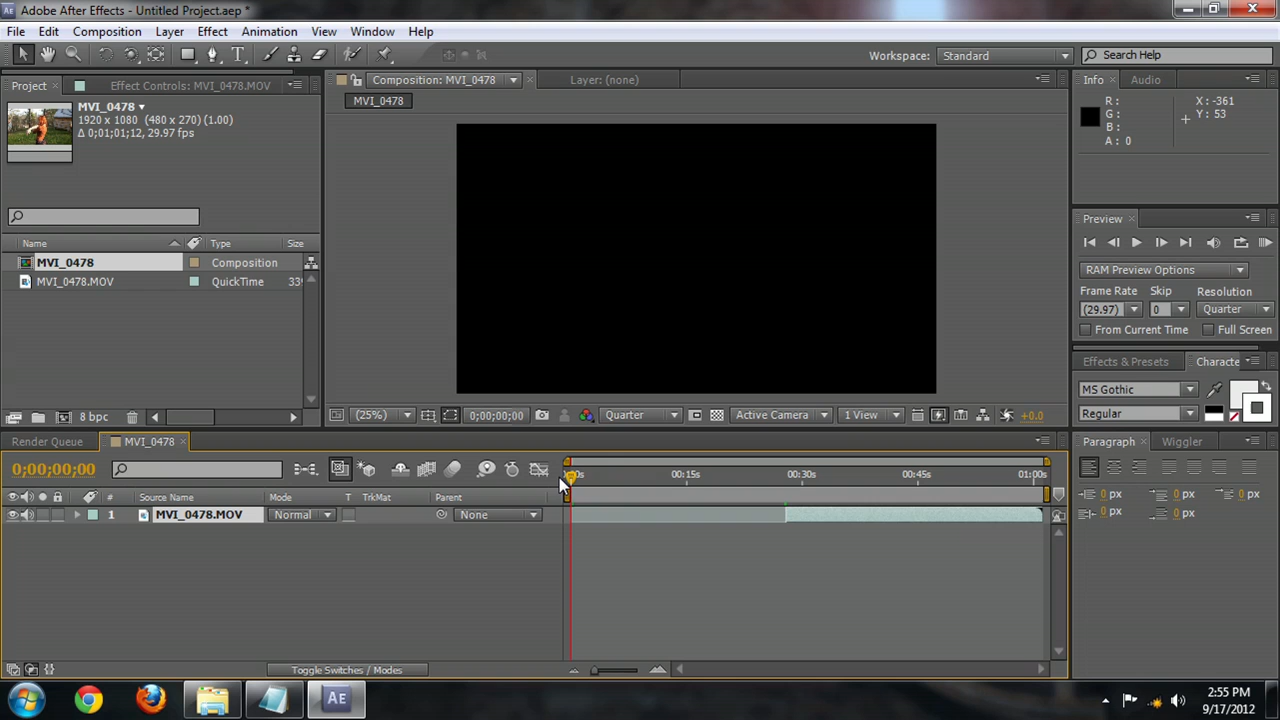 Adobe After Effects - Untitled Project.aep *
File Edit Composition Layer Effect Animation View Window Help
Workspace: Standard Search Help
Project Effect Controls: MVI_0478.MOV
Composition: MVI_0478 Layer: (none)
Info Audio
MVI_0478
1920 x 1080 (480 x 270) (1.00)
Δ 0;01;01;12, 29.97 fps
MVI_0478
R :
G :
B :
A : 0
X : -361
Y : 53
Preview
Name Type Size
MVI_0478 Composition
MVI_0478.MOV QuickTime 33
RAM Preview Options
Frame Rate Skip Resolution
(29.97) 0 Quarter
From Current Time Full Screen
Effects & Presets Characte
MS Gothic
Regular
8 bpc
(25%) 0;00;00;00 Quarter Active Camera 1 View +0.0
Render Queue MVI_0478
Paragraph Wiggler
0;00;00;00
00s 00:15s 00:30s 00:45s 01:00s
# Source Name Mode T TrkMat Parent
1 MVI_0478.MOV Normal None
0 px 0 px 0 px
0 px 0 px
Toggle Switches / Modes
Ae
2:55 PM
9/17/2012